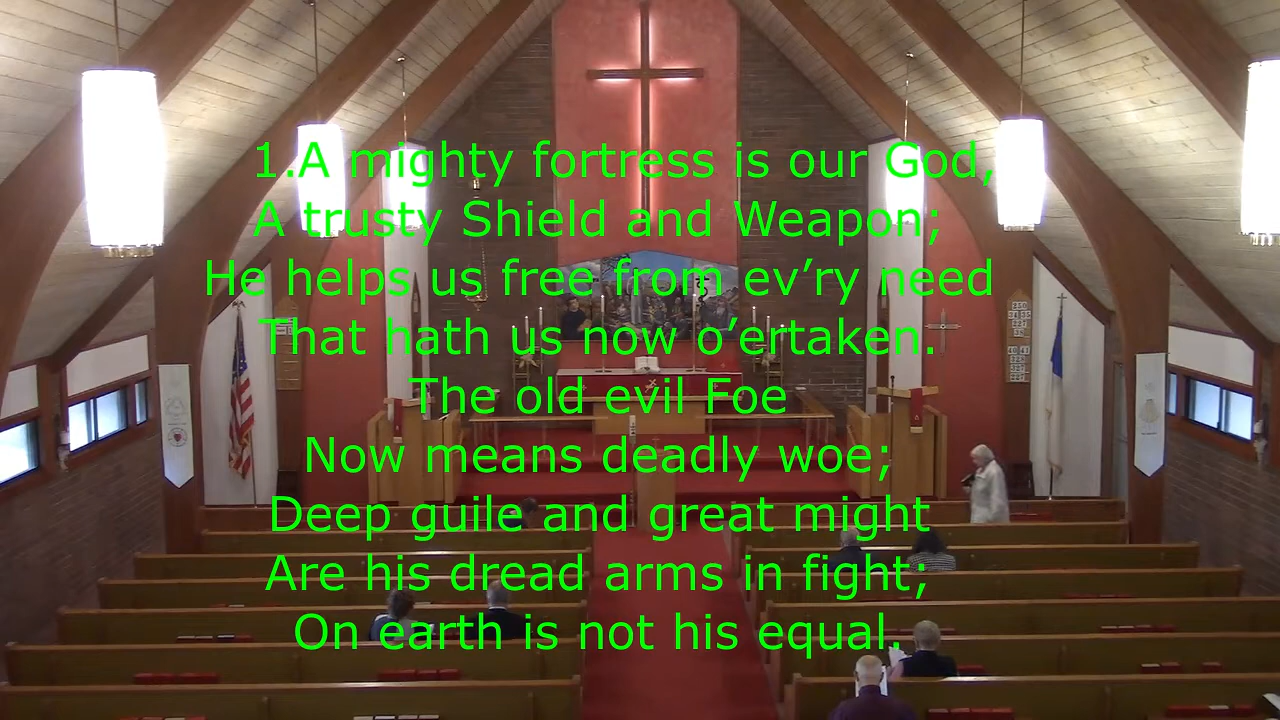 1.A mighty fortress is our God,
A trusty Shield and Weapon;
He helps us free from ev’ry need
That hath us now o’ertaken.
The old evil Foe
Now means deadly woe;
Deep guile and great might
Are his dread arms in fight;
On earth is not his equal.